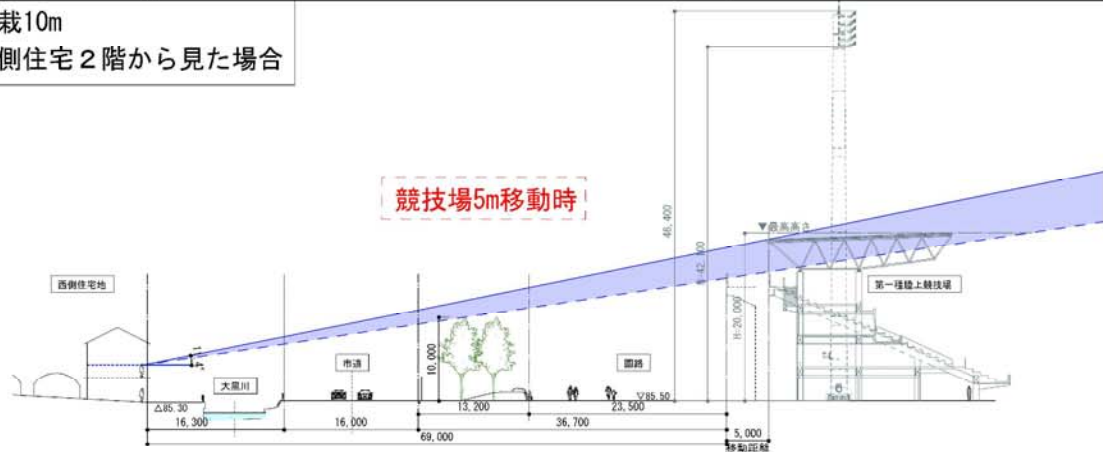 栽10m
側住宅２階から見た場合
競技場5m移動時
46,400
42,
▼最高高さ
H:20,000
西側住宅地
第一種陸上競技場
10,000
市道
園路
大黒川
△85.30
▽85.50
16,300
16,000
13,200
23,500
36,700
69,000
5,000
移動距離